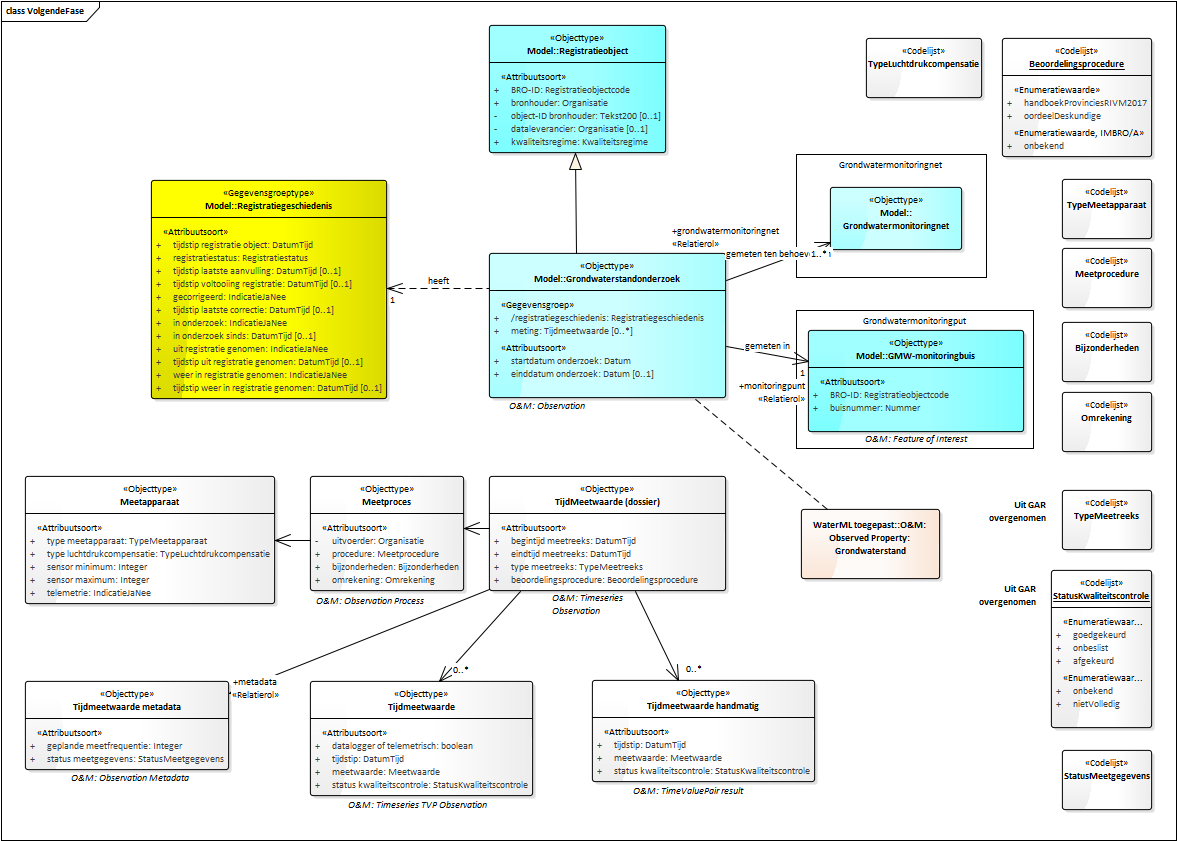 class VolgendeFase
«Objecttype»
Model::Registratieobject
«Attribuutsoort»
+ BRO-ID: Registratieobjectcode
+ bronhouder: Organisatie
- object-ID bronhouder: Tekst200 [0..1]
- dataleverancier: Organisatie [0..1]
+ kwaliteitsregime: Kwaliteitsregime
«Codelijst»
TypeLuchtdrukcompensatie
«Codelijst»
Beoordelingsprocedure
«Enumeratiewaarde»
+ handboekProvinciesRIVM2017
+ oordeelDeskundige
«Enumeratiewaarde, IMBRO/A»
+ onbekend
«Gegevensgroeptype»
Model::Registratiegeschiedenis
«Attribuutsoort»
+ tijdstip registratie object: DatumTijd
+ registratiestatus: Registratiestatus
+ tijdstip laatste aanvulling: DatumTijd [0..1]
+ tijdstip voltooiing registratie: DatumTijd [0..1]
+ gecorrigeerd: IndicatieJaNee
+ tijdstip laatste correctie: DatumTijd [0..1]
+ in onderzoek: IndicatieJaNee
+ in onderzoek sinds: DatumTijd [0..1]
+ uit registratie genomen: IndicatieJaNee
+ tijdstip uit registratie genomen: DatumTijd [0..1]
+ weer in registratie genomen: IndicatieJaNee
+ tijdstip weer in registratie genomen: DatumTijd [0..1]
heeft
1
«Objecttype»
Model::Grondwaterstandonderzoek
«Gegevensgroep»
+ /registratiegeschiedenis: Registratiegeschiedenis
+ meting: Tijdmeetwaarde [0..*]
«Attribuutsoort»
+ startdatum onderzoek: Datum
+ einddatum onderzoek: Datum [0..1]
O&M: Observation
+grondwatermonitoringnet
«Relatierol»
gemeten ten behoev
1..*
Grondwatermonitoringnet
«Objecttype»
Model::
Grondwatermonitoringnet
gemeten in
1
+monitoringpunt
«Relatierol»
Grondwatermonitoringput
«Objecttype»
Model::GMW-monitoringbuis
«Attribuutsoort»
+ BRO-ID: Registratieobjectcode
+ buisnummer: Nummer
O&M: Feature of Interest
«Codelijst»
TypeMeetapparaat
«Codelijst»
Meetprocedure
«Codelijst»
Bijzonderheden
«Codelijst»
Omrekening
«Objecttype»
Meetapparaat
«Attribuutsoort»
+ type meetapparaat: TypeMeetapparaat
+ type luchtdrukcompensatie: TypeLuchtdrukcompensatie
+ sensor minimum: Integer
+ sensor maximum: Integer
+ telemetrie: IndicatieJaNee
«Objecttype»
Meetproces
«Attribuutsoort»
- uitvoerder: Organisatie
+ procedure: Meetprocedure
+ bijzonderheden: Bijzonderheden
+ omrekening: Omrekening
O&M: Observation Process
«Objecttype»
TijdMeetwaarde (dossier)
«Attribuutsoort»
+ begintijd meetreeks: DatumTijd
+ eindtijd meetreeks: DatumTijd
+ type meetreeks: TypeMeetreeks
+ beoordelingsprocedure: Beoordelingsprocedure
O&M: Timeseries
Observation
WaterML toegepast::O&M:
Observed Property:
Grondwaterstand
Uit GAR
overgenomen
«Codelijst»
TypeMeetreeks
Uit GAR
overgenomen
«Codelijst»
StatusKwaliteitscontrole
«Enumeratiewaar...
+ goedgekeurd
+ onbeslist
+ afgekeurd
«Enumeratiewaar...
+ onbekend
+ nietVolledig
+metadata
«Relatierol»
0..*
0..*
«Objecttype»
Tijdmeetwaarde metadata
«Attribuutsoort»
+ geplande meetfrequentie: Integer
+ status meetgegevens: StatusMeetgegevens
O&M: Observation Metadata
«Objecttype»
Tijdmeetwaarde
«Attribuutsoort»
+ datalogger of telemetrisch: boolean
+ tijdstip: DatumTijd
+ meetwaarde: Meetwaarde
+ status kwaliteitscontrole: StatusKwaliteitscontrole
O&M: Timeseries TVP Observation
«Objecttype»
Tijdmeetwaarde handmatig
«Attribuutsoort»
+ tijdstip: DatumTijd
+ meetwaarde: Meetwaarde
+ status kwaliteitscontrole: StatusKwaliteitscontrole
O&M: TimeValuePair result
«Codelijst»
StatusMeetgegevens